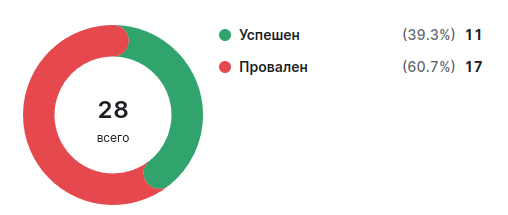 Успешен (39.3%) 11
Провален (60.7%) 17
28
всего